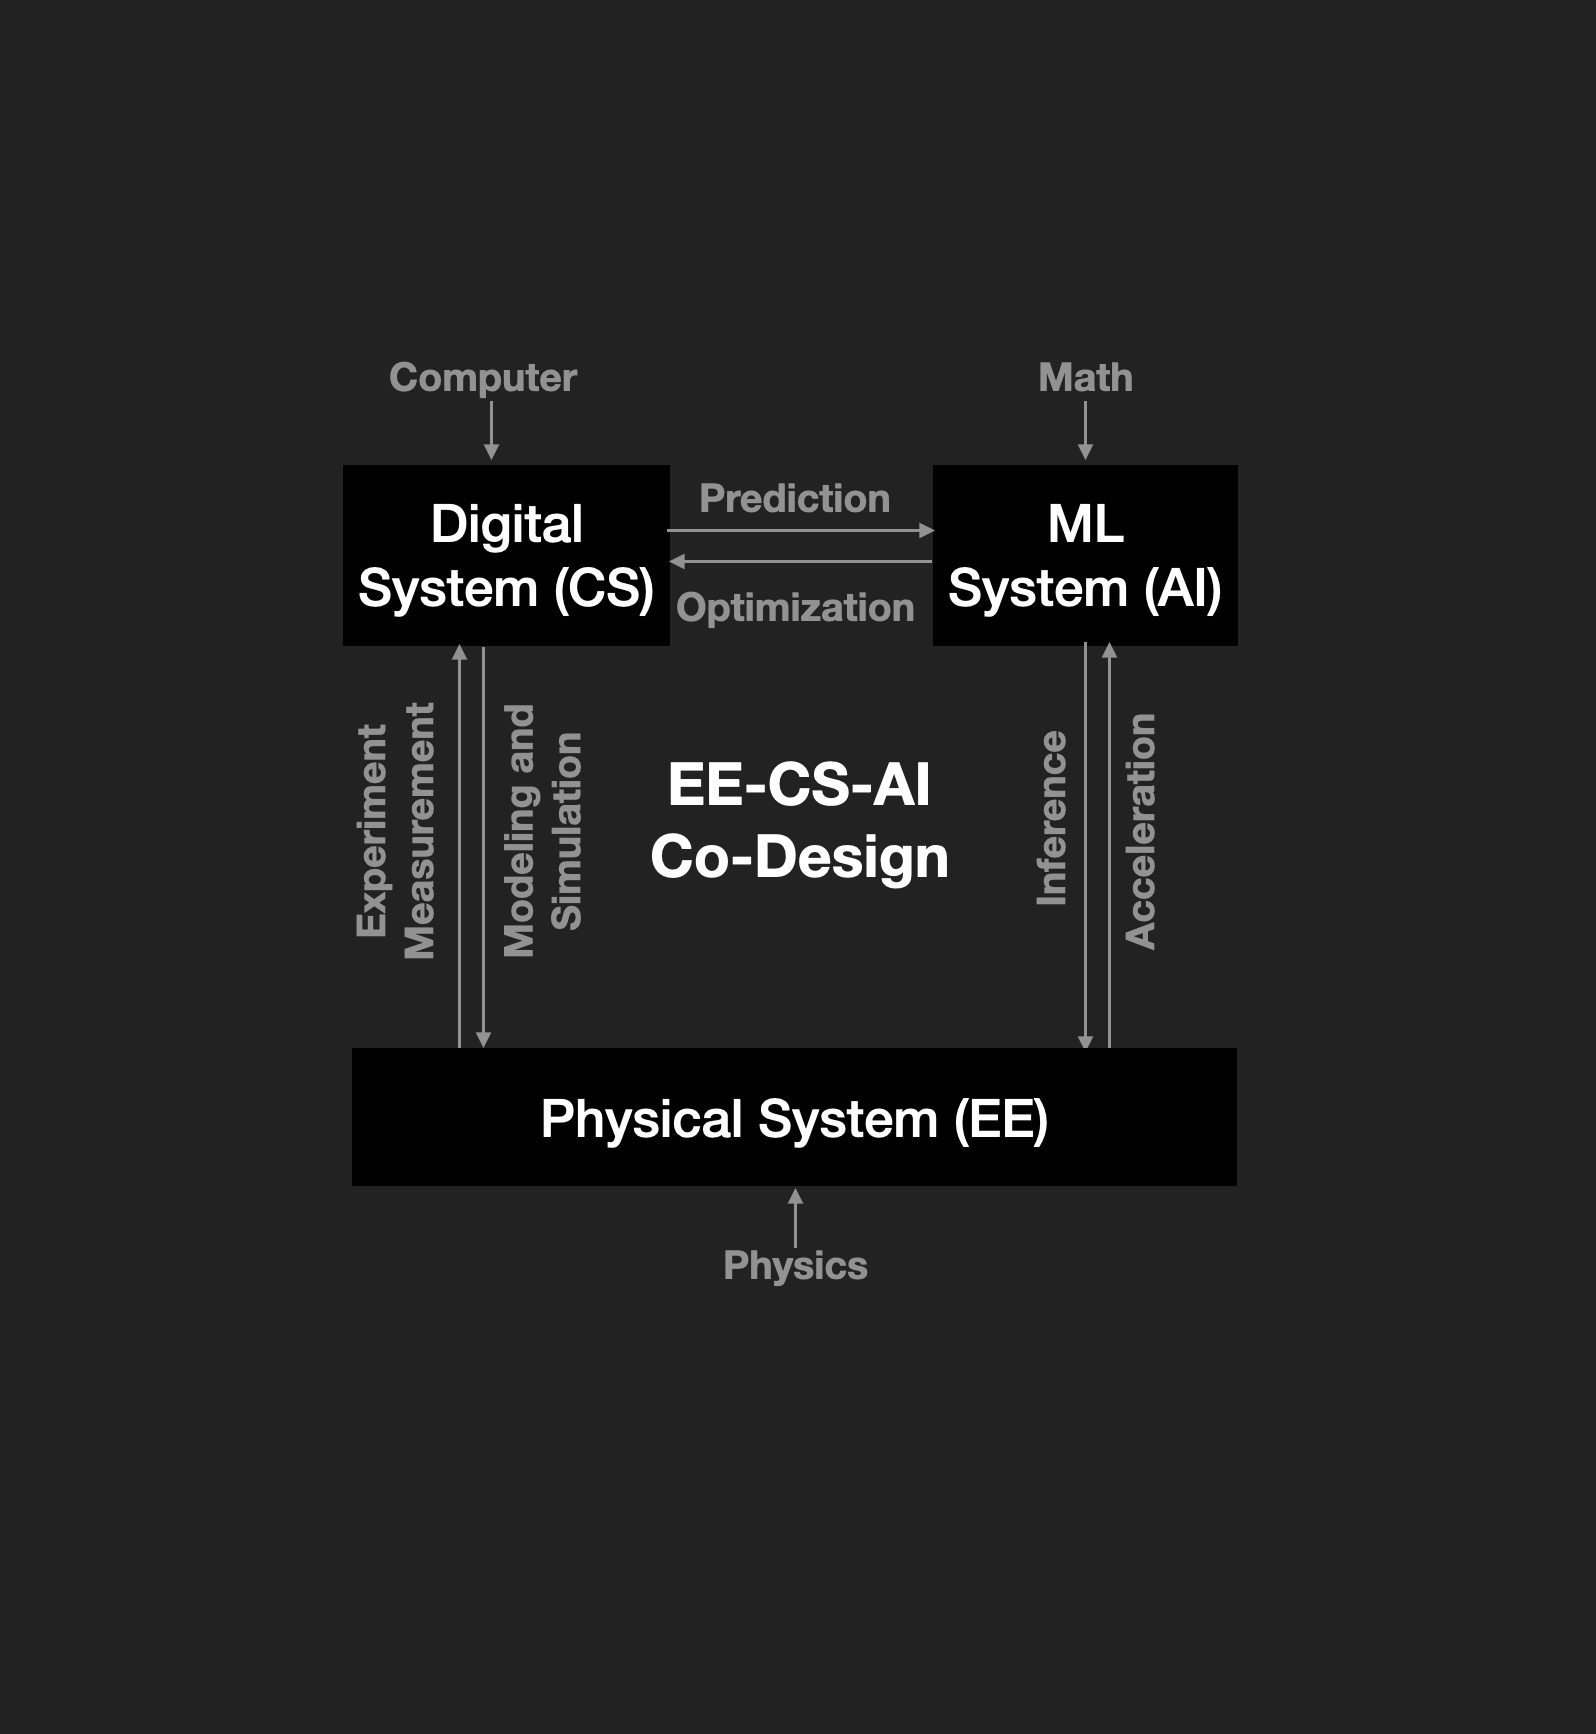 Computer
Math
Digital
System (CS)
Prediction
Optimization
ML
System (AI)
Experiment
Measurement
Modeling and
Simulation
EE-CS-AI
Co-Design
Inference
Acceleration
Physical System (EE)
Physics